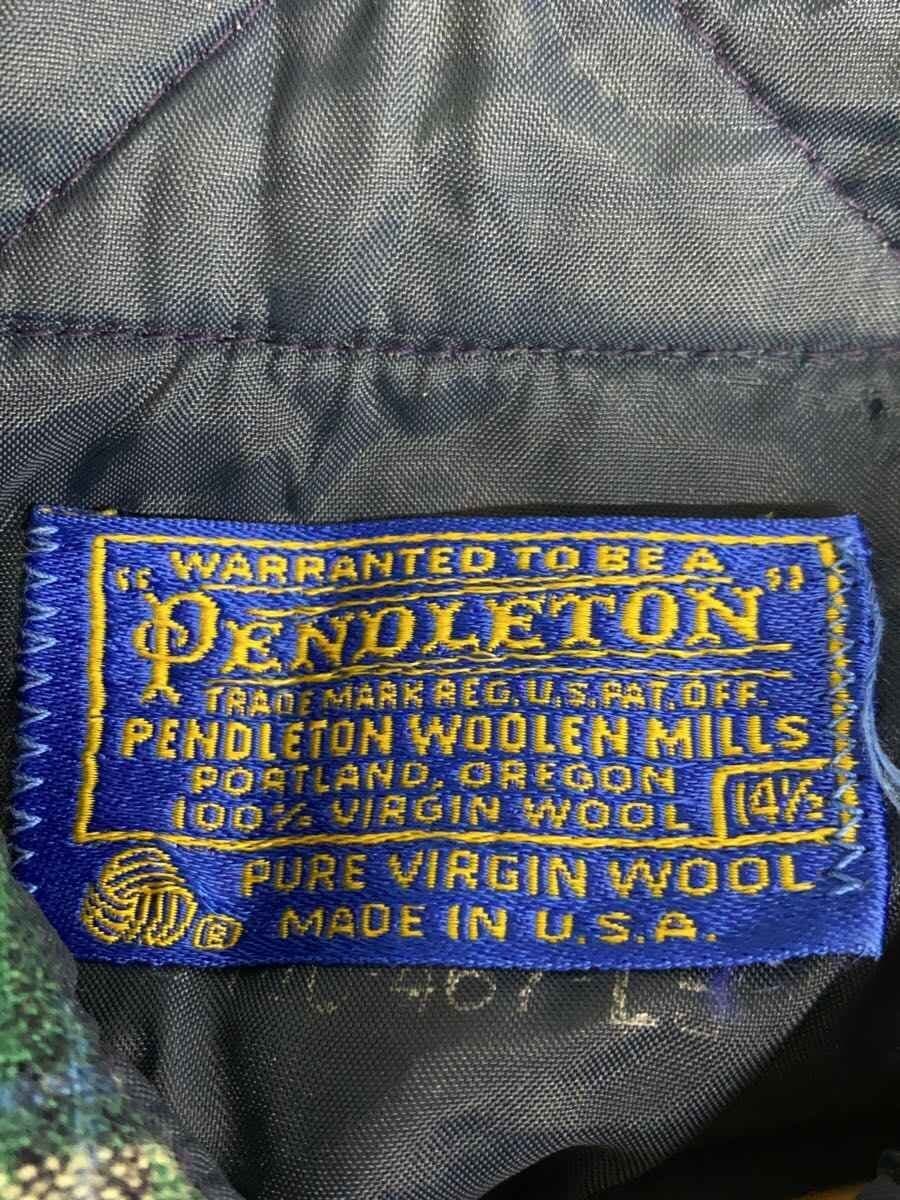 WARRANTED TO BE A
"PENDLETON"
TRADE MARK REG. U.S. PAT. OFF.
PENDLETON WOOLEN MILLS
PORTLAND, OREGON
100% VIRGIN WOOL 14½
PURE VIRGIN WOOL
® MADE IN U.S.A.
467-L